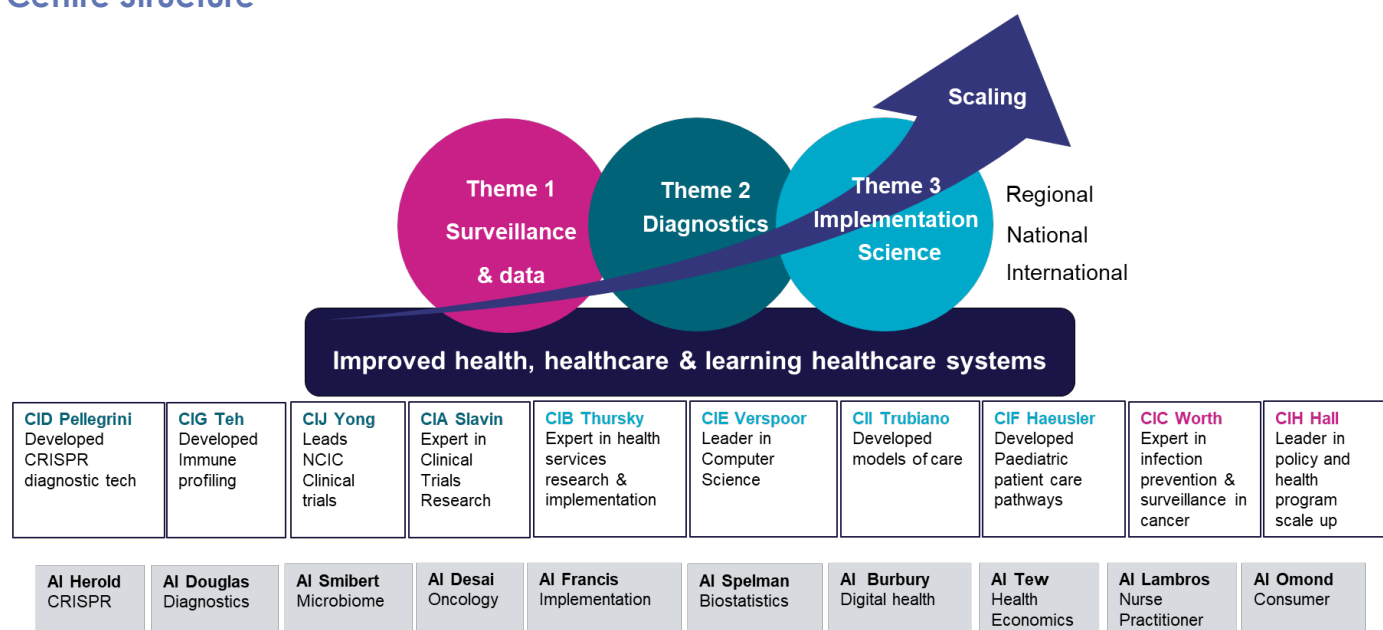 Centre Structure
Scaling
Theme 1
Surveillance
& data
Theme 2
Diagnostics
Theme 3
Implementation
Science
Regional
National
International
Improved health, healthcare & learning healthcare systems
CID Pellegrini
Developed
CRISPR
diagnostic tech
CIG Teh
Developed
Immune
profiling
CIJ Yong
Leads
NCIC
Clinical
trials
CIA Slavin
Expert in
Clinical
Trials
Research
CIB Thursky
Expert in health
services
research &
implementation
CIE Verspoor
Leader in
Computer
Science
CII Trubiano
Developed
models of care
CIF Haeusler
Developed
Paediatric
patient care
pathways
CIC Worth
Expert in
infection
prevention &
surveillance in
cancer
CIH Hall
Leader in
policy and
health
program
scale up
AI Herold
CRISPR
AI Douglas
Diagnostics
AI Smibert
Microbiome
AI Desai
Oncology
AI Francis
Implementation
AI Spelman
Biostatistics
AI Burbury
Digital health
AI Tew
Health
Economics
AI Lambros
Nurse
Practitioner
AI Omond
Consumer